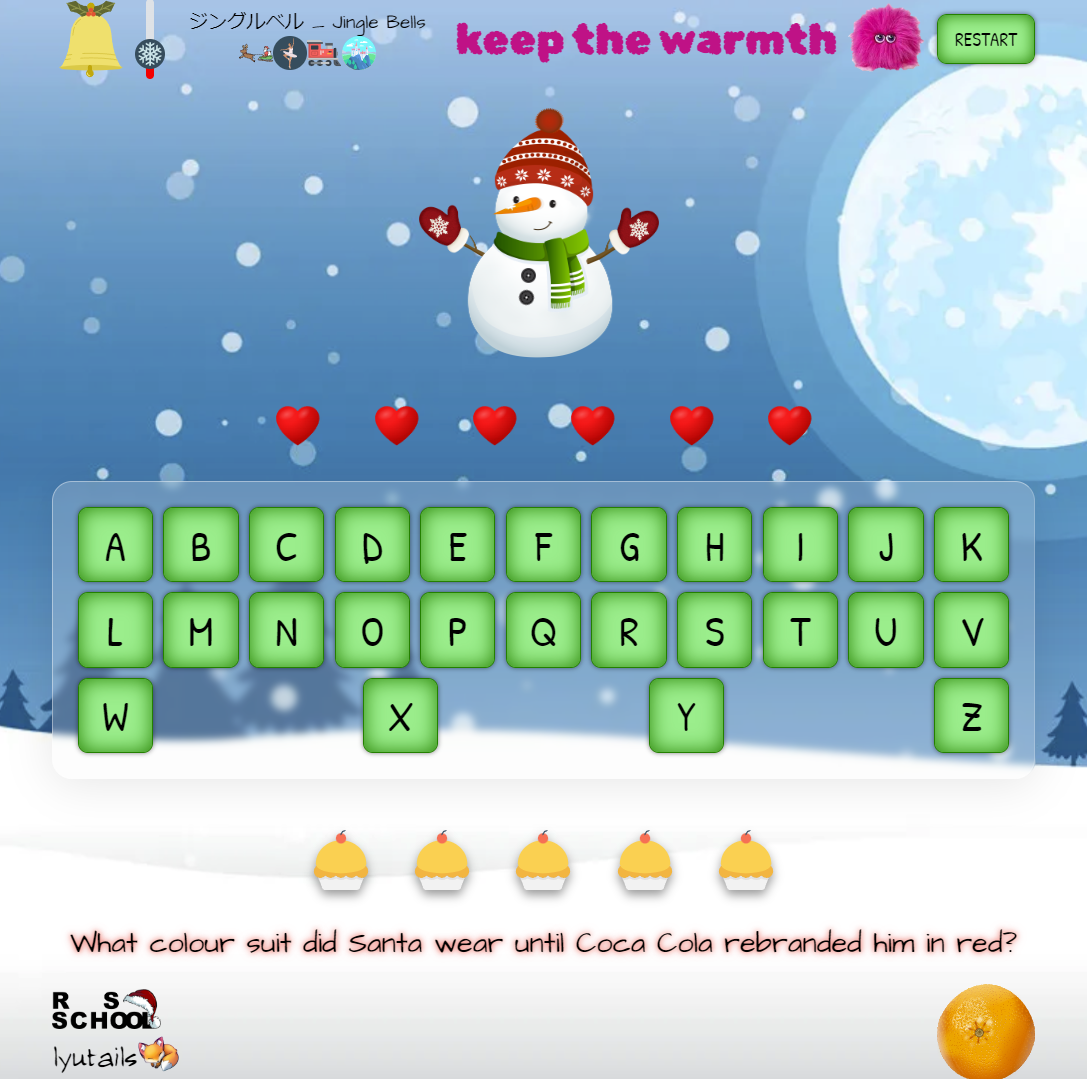 ジングルベル _ Jingle Bells
keep the warmth
RESTART
A B C D E F G H I J K
L M N O P Q R S T U V
W X Y Z
What colour suit did Santa wear until Coca Cola rebranded him in red?
R S
SCHOOL
lyutails